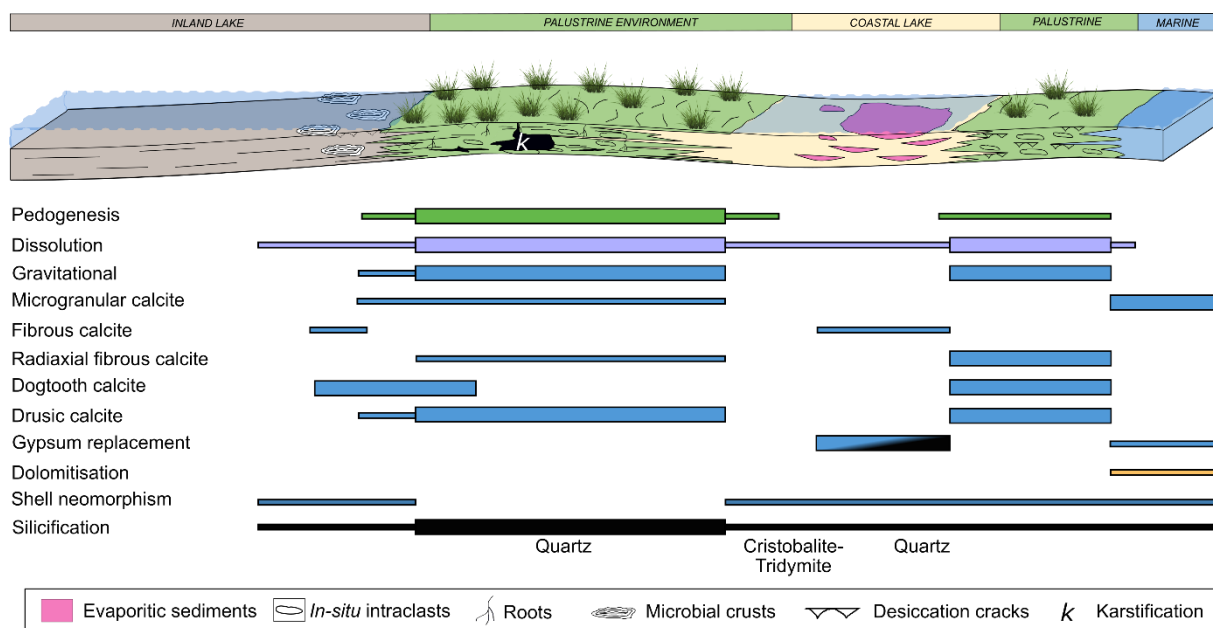 INLAND LAKE PALUSTRINE ENVIRONMENT COASTAL LAKE PALUSTRINE MARINE
k
Pedogenesis
Dissolution
Gravitational
Microgranular calcite
Fibrous calcite
Radiaxial fibrous calcite
Dogtooth calcite
Drusic calcite
Gypsum replacement
Dolomitisation
Shell neomorphism
Silicification
Quartz Cristobalite- Quartz
Tridymite
Evaporitic sediments In-situ intraclasts Roots Microbial crusts Desiccation cracks k Karstification